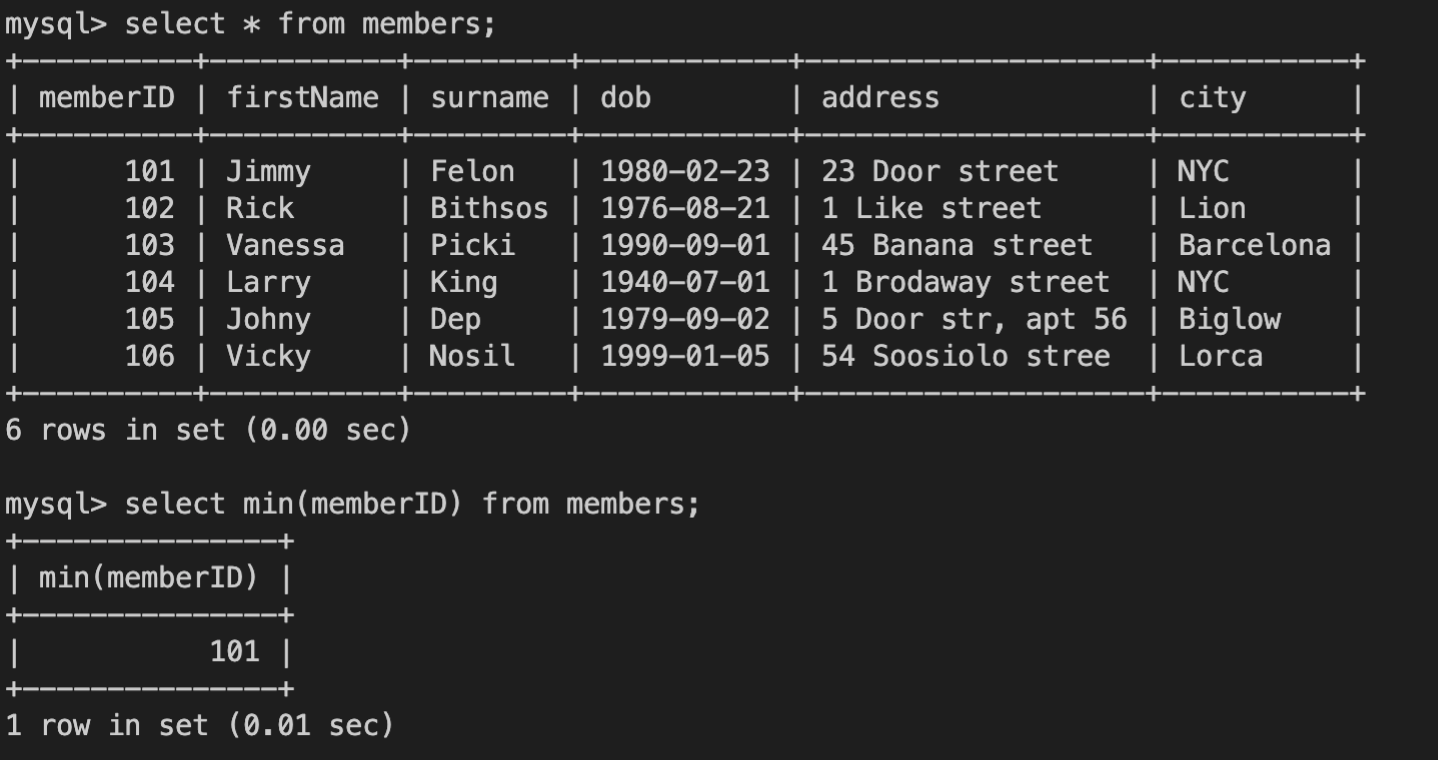 mysql> select * from members;
+----------+-----------+---------+------------+--------------------+-----------+
| memberID | firstName | surname | dob        | address            | city      |
+----------+-----------+---------+------------+--------------------+-----------+
|      101 | Jimmy     | Felon   | 1980-02-23 | 23 Door street     | NYC       |
|      102 | Rick      | Bithsos | 1976-08-21 | 1 Like street      | Lion      |
|      103 | Vanessa   | Picki   | 1990-09-01 | 45 Banana street   | Barcelona |
|      104 | Larry     | King    | 1940-07-01 | 1 Brodaway street  | NYC       |
|      105 | Johny     | Dep     | 1979-09-02 | 5 Door str, apt 56 | Biglow    |
|      106 | Vicky     | Nosil   | 1999-01-05 | 54 Soosiolo stree  | Lorca     |
+----------+-----------+---------+------------+--------------------+-----------+
6 rows in set (0.00 sec)
mysql> select min(memberID) from members;
+---------------+
| min(memberID) |
+---------------+
|           101 |
+---------------+
1 row in set (0.01 sec)